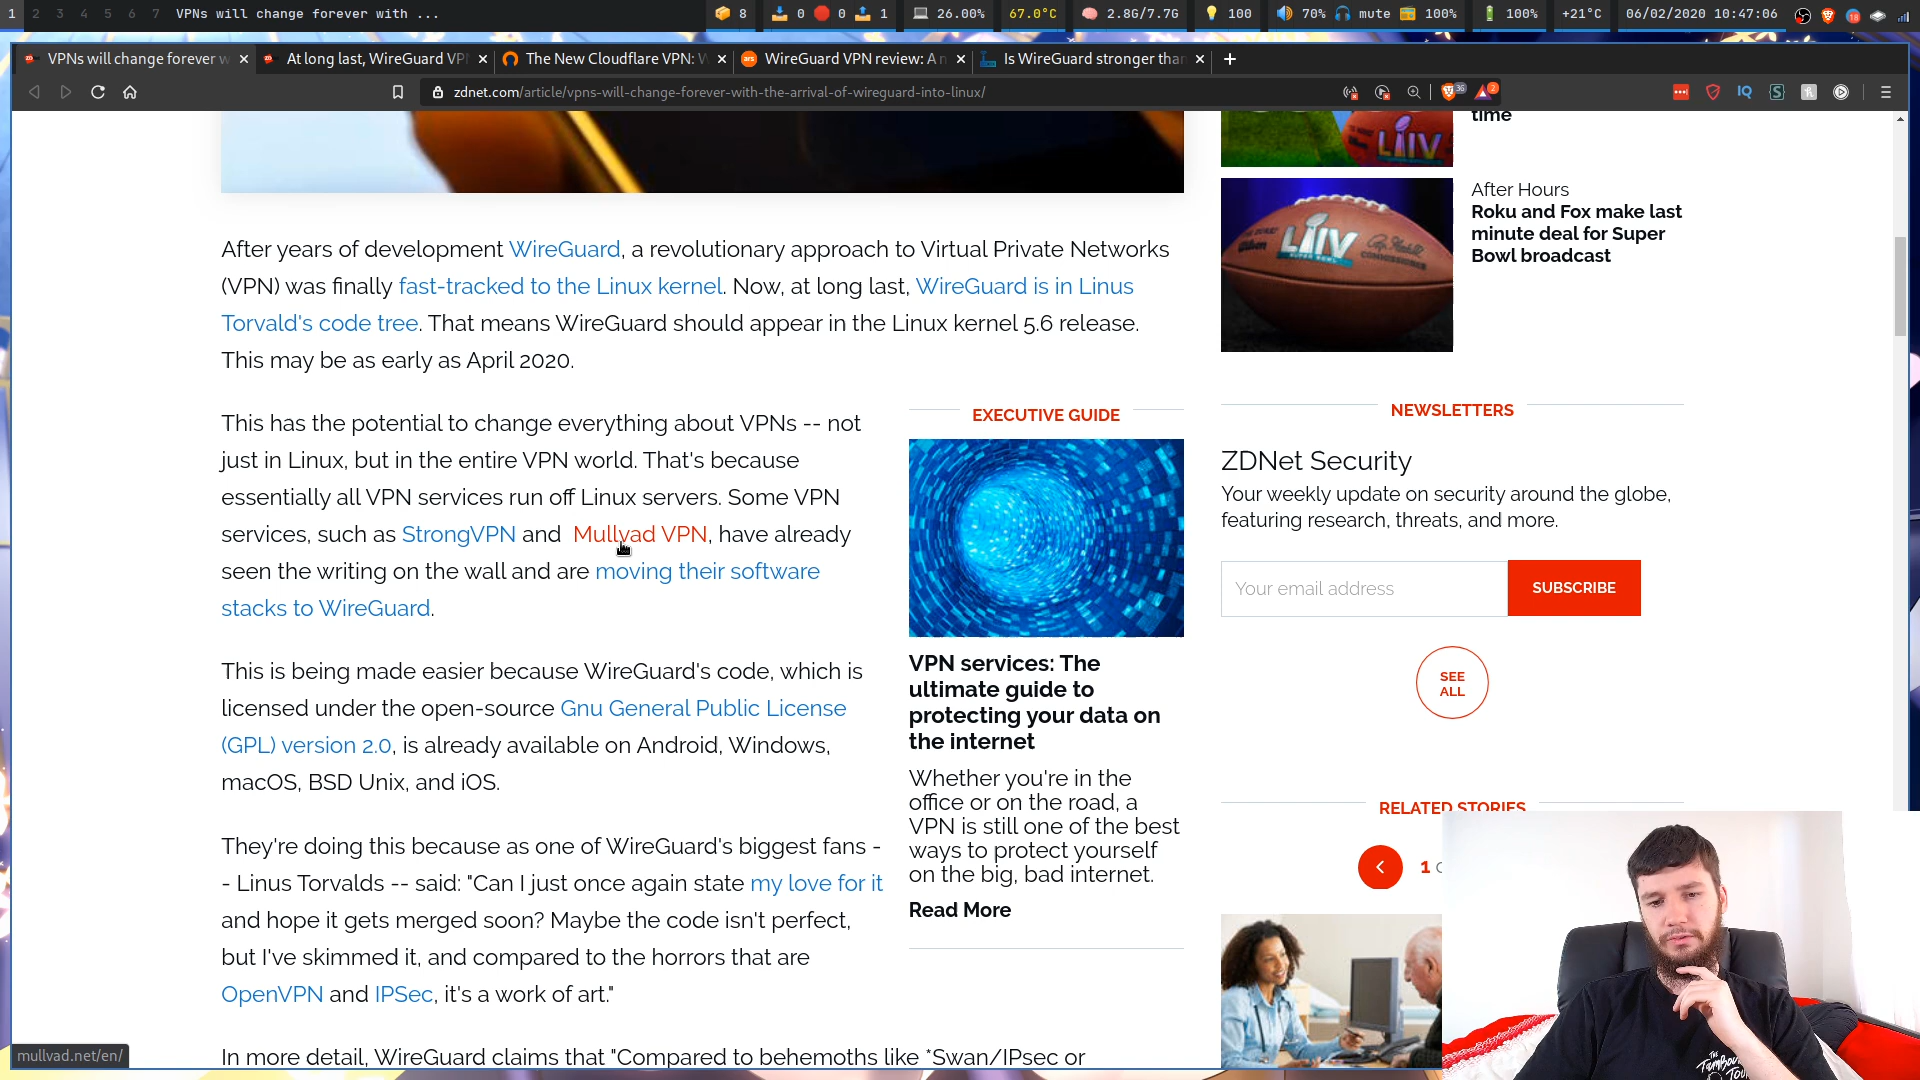 1 2 3 4 5 6 7 VPNs will change forever with ... 8 0 0 1 26.00% 67.0°C 2.8G/7.7G 100 70% mute 100% 100% +21°C 06/02/2020 10:47:06
VPNs will change forever w At long last, WireGuard VP The New Cloudflare VPN: W WireGuard VPN review: A n Is WireGuard stronger than
zdnet.com/article/vpns-will-change-forever-with-the-arrival-of-wireguard-into-linux/
After years of development WireGuard, a revolutionary approach to Virtual Private Networks
(VPN) was finally fast-tracked to the Linux kernel. Now, at long last, WireGuard is in Linus
Torvald's code tree. That means WireGuard should appear in the Linux kernel 5.6 release.
This may be as early as April 2020.
This has the potential to change everything about VPNs -- not
just in Linux, but in the entire VPN world. That's because
essentially all VPN services run off Linux servers. Some VPN
services, such as StrongVPN and Mullvad VPN, have already
seen the writing on the wall and are moving their software
stacks to WireGuard.
This is being made easier because WireGuard's code, which is
licensed under the open-source Gnu General Public License
(GPL) version 2.0, is already available on Android, Windows,
macOS, BSD Unix, and iOS.
They're doing this because as one of WireGuard's biggest fans -
- Linus Torvalds -- said: "Can I just once again state my love for it
and hope it gets merged soon? Maybe the code isn't perfect,
but I've skimmed it, and compared to the horrors that are
OpenVPN and IPSec, it's a work of art."
In more detail, WireGuard claims that "Compared to behemoths like *Swan/IPsec or
mullvad.net/en/
EXECUTIVE GUIDE
VPN services: The
ultimate guide to
protecting your data on
the internet
Whether you're in the
office or on the road, a
VPN is still one of the best
ways to protect yourself
on the big, bad internet.
Read More
time
LIV
After Hours
Roku and Fox make last
minute deal for Super
Bowl broadcast
LIV
SUPER BOWL
NEWSLETTERS
ZDNet Security
Your weekly update on security around the globe,
featuring research, threats, and more.
Your email address
SUBSCRIBE
SEE
ALL
RELATED STORIES
1